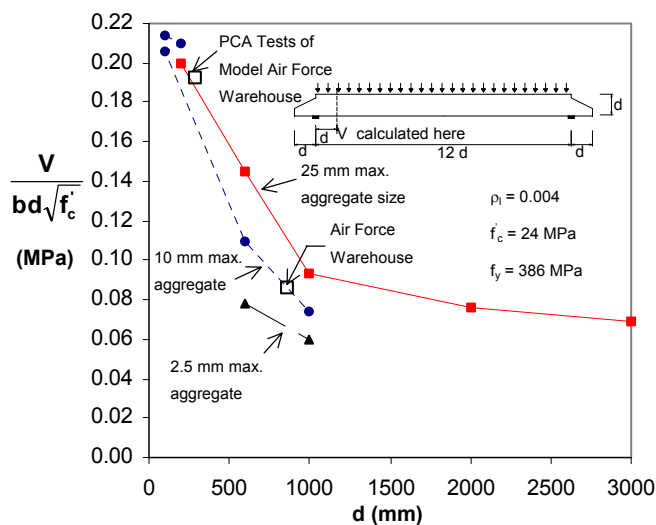 0.22
0.20
0.18
0.16
0.14
0.12
0.10
0.08
0.06
0.04
0.02
0.00
V
bd√f'c
(MPa)
PCA Tests of
Model Air Force
Warehouse
d
d
V calculated here
d
12 d
d
25 mm max.
aggregate size
ρl = 0.004
f'c = 24 MPa
fy = 386 MPa
Air Force
Warehouse
10 mm max.
aggregate
2.5 mm max.
aggregate
0
500
1000
2000
3000
d (mm)